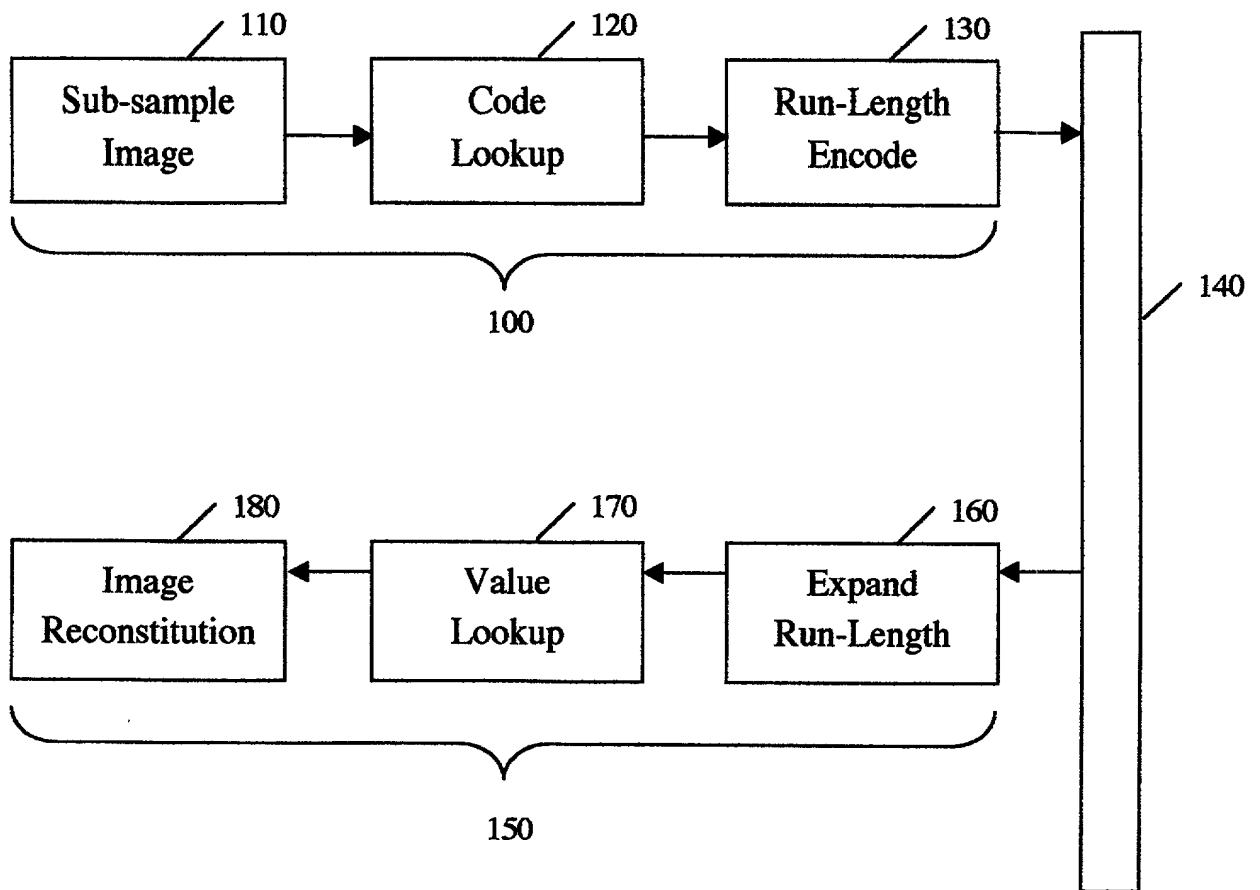 110
120
130
Sub-sample
Image
Code
Lookup
Run-Length
Encode
140
100
180
170
160
Image
Reconstitution
Value
Lookup
Expand
Run-Length
150